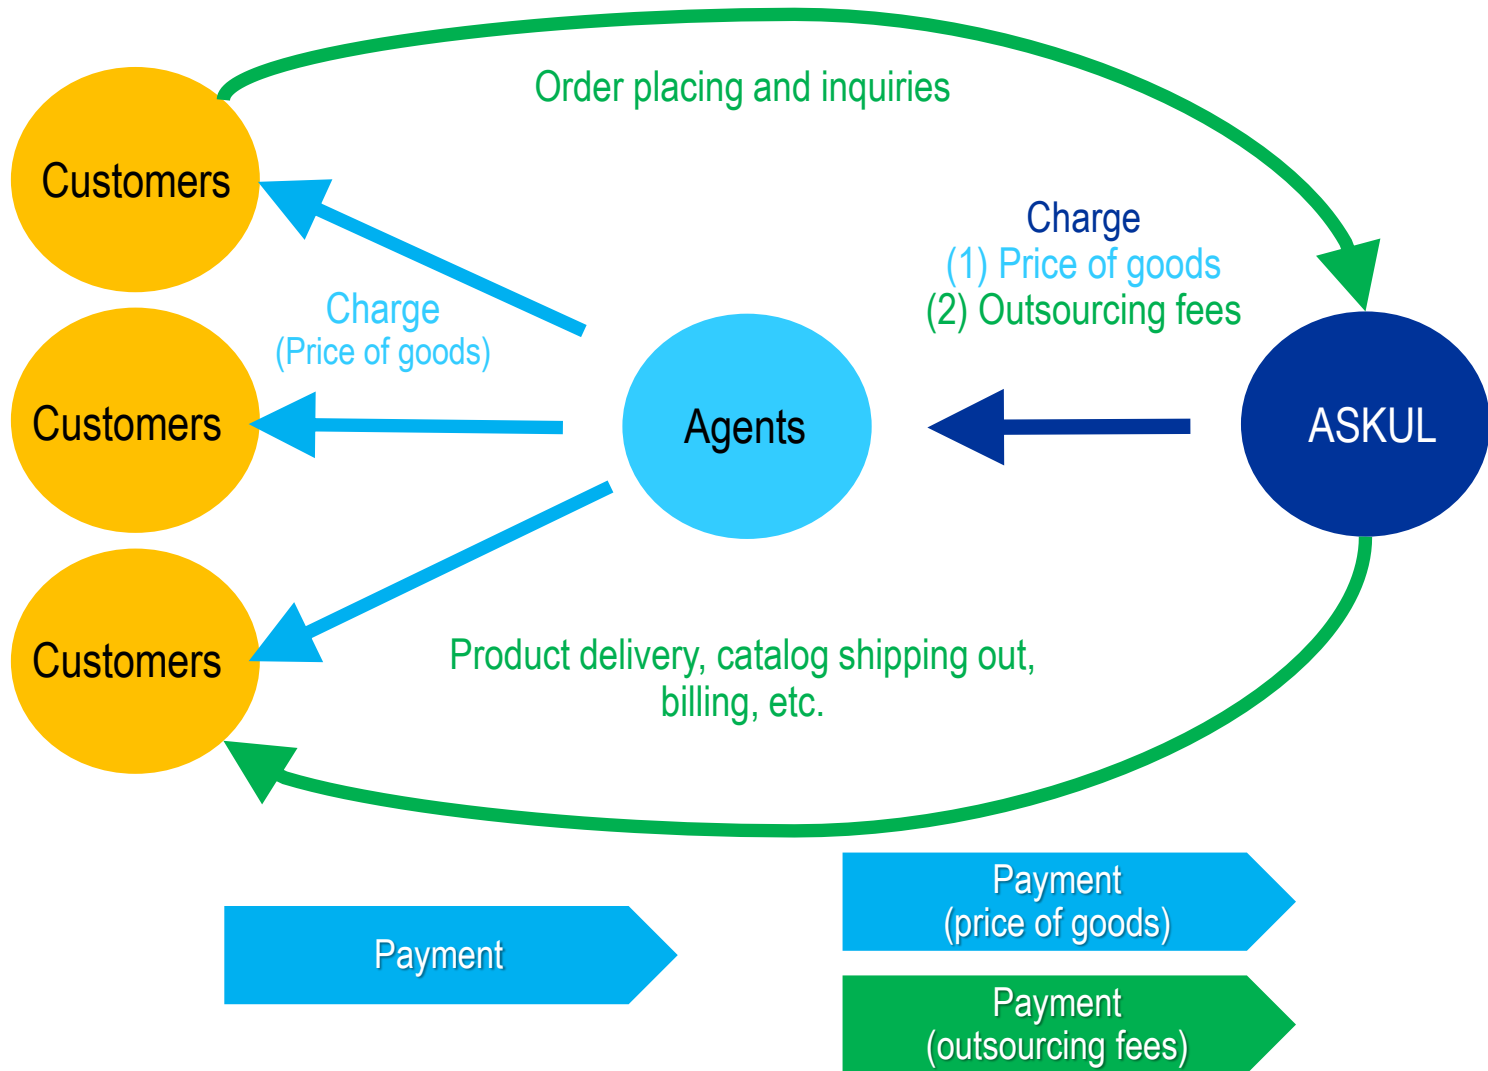 Order placing and inquiries
Customers
Charge
(1) Price of goods
(2) Outsourcing fees
Charge
(Price of goods)
Customers
Agents
ASKUL
Customers
Product delivery, catalog shipping out,
billing, etc.
Payment
Payment
(price of goods)
Payment
(outsourcing fees)